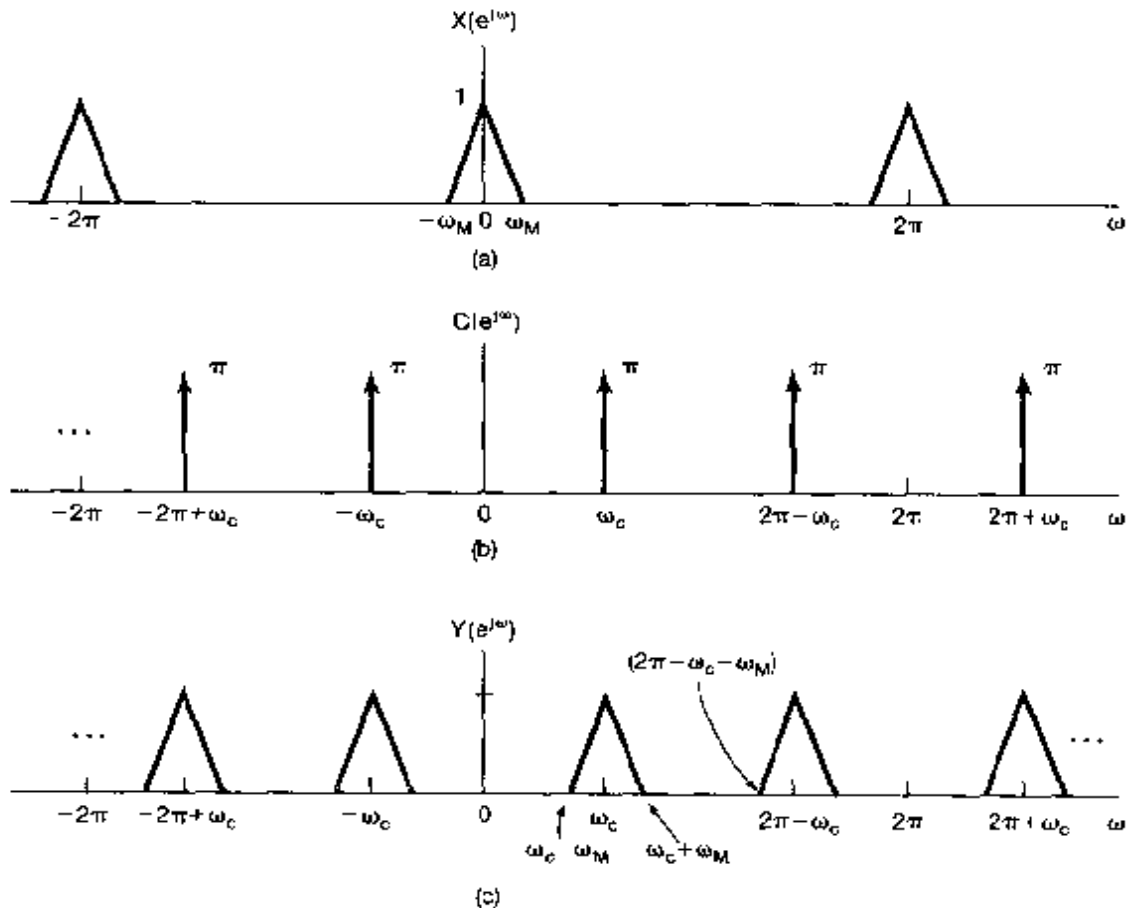 X(e^{jω})
1
-2π -ω_M 0 ω_M 2π ω
(a)
C(e^{jω})
π π π π π
...
-2π -2π+ω_c -ω_c 0 ω_c 2π-ω_c 2π 2π+ω_c ω
(b)
Y(e^{jω})
(2π-ω_c-ω_M)
... ...
-2π -2π+ω_c -ω_c 0 ω_c 2π-ω_c 2π 2π+ω_c ω
ω_c ω_M ω_c+ω_M
(c)